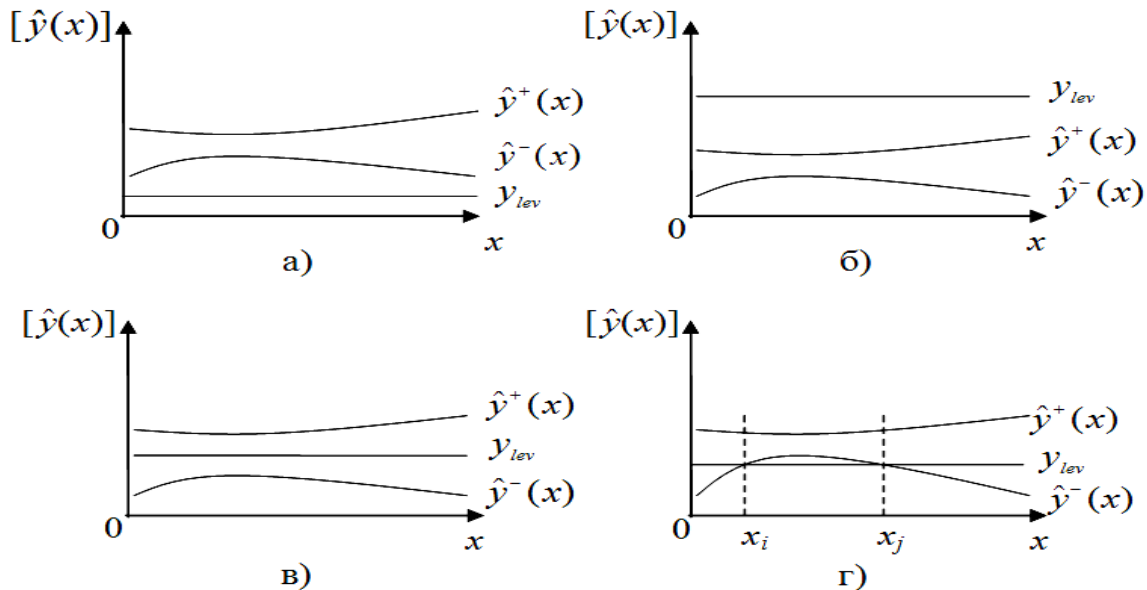 [ŷ(x)]
ŷ⁺(x)
ŷ⁻(x)
y_lev
0
x
а)
[ŷ(x)]
y_lev
ŷ⁺(x)
ŷ⁻(x)
0
x
б)
[ŷ(x)]
ŷ⁺(x)
y_lev
ŷ⁻(x)
0
x
в)
[ŷ(x)]
ŷ⁺(x)
y_lev
ŷ⁻(x)
0
x_i
x_j
x
г)